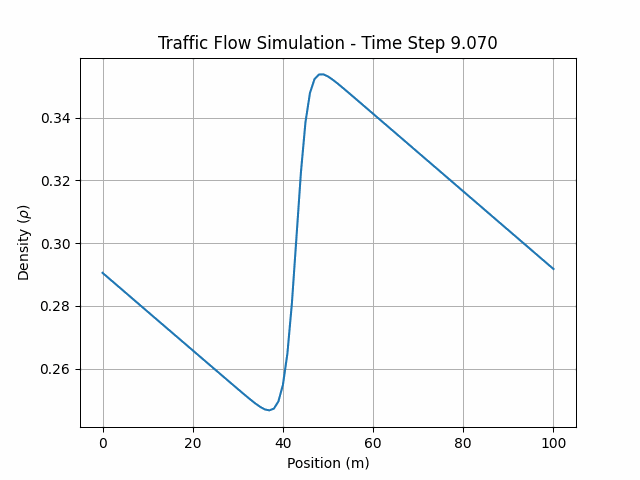 Traffic Flow Simulation - Time Step 9.070
0.34
0.32
0.30
0.28
0.26
Density (ρ)
0 20 40 60 80 100
Position (m)